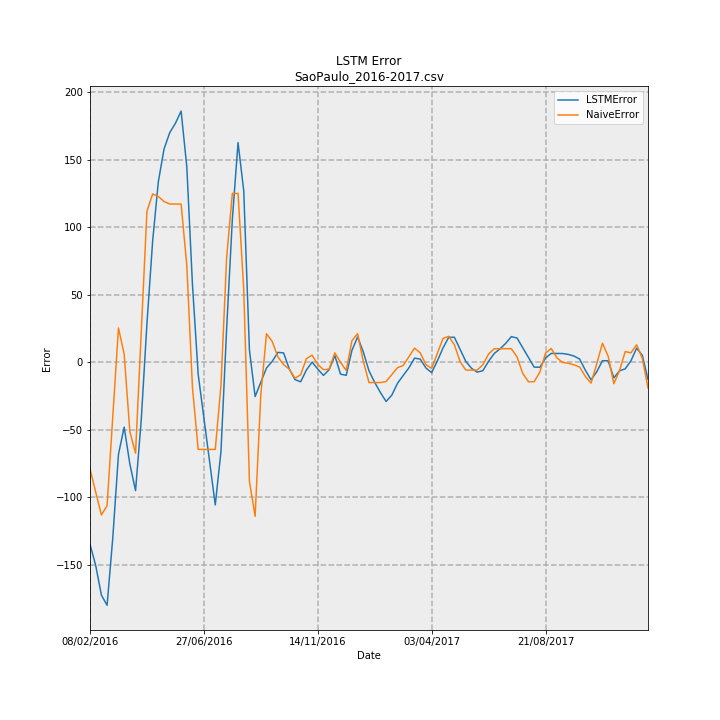 LSTM Error
SaoPaulo_2016-2017.csv
LSTMError
NaiveError
200
150
100
50
0
−50
−100
−150
Error
08/02/2016
27/06/2016
14/11/2016
03/04/2017
21/08/2017
Date